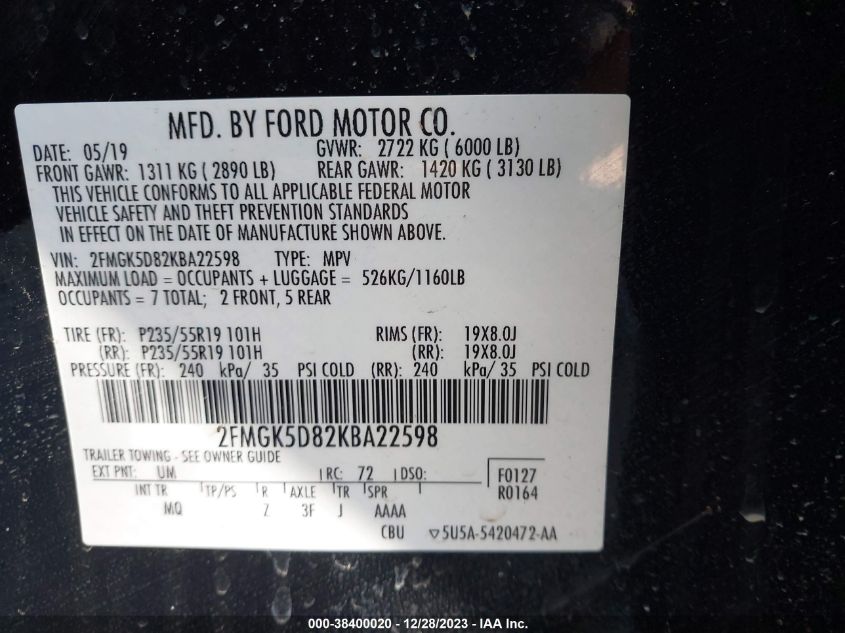 MFD. BY FORD MOTOR CO.
DATE: 05/19 GVWR: 2722 KG ( 6000 LB)
FRONT GAWR: 1311 KG ( 2890 LB) REAR GAWR: 1420 KG ( 3130 LB)
THIS VEHICLE CONFORMS TO ALL APPLICABLE FEDERAL MOTOR
VEHICLE SAFETY AND THEFT PREVENTION STANDARDS
IN EFFECT ON THE DATE OF MANUFACTURE SHOWN ABOVE.
VIN: 2FMGK5D82KBA22598 TYPE: MPV
MAXIMUM LOAD = OCCUPANTS + LUGGAGE = 526KG/1160LB
OCCUPANTS = 7 TOTAL; 2 FRONT, 5 REAR
TIRE (FR): P235/55R19 101H RIMS (FR): 19X8.0J
(RR): P235/55R19 101H (RR): 19X8.0J
PRESSURE (FR): 240 kPa/ 35 PSI COLD (RR): 240 kPa/ 35 PSI COLD
2FMGK5D82KBA22598
TRAILER TOWING - SEE OWNER GUIDE
EXT PNT: UM RC: 72 DSO: F0127
INT TR TP/PS R AXLE TR SPR R0164
MQ Z 3F J AAAA
CBU ▽5U5A-5420472-AA
000-38400020 - 12/28/2023 - IAA Inc.